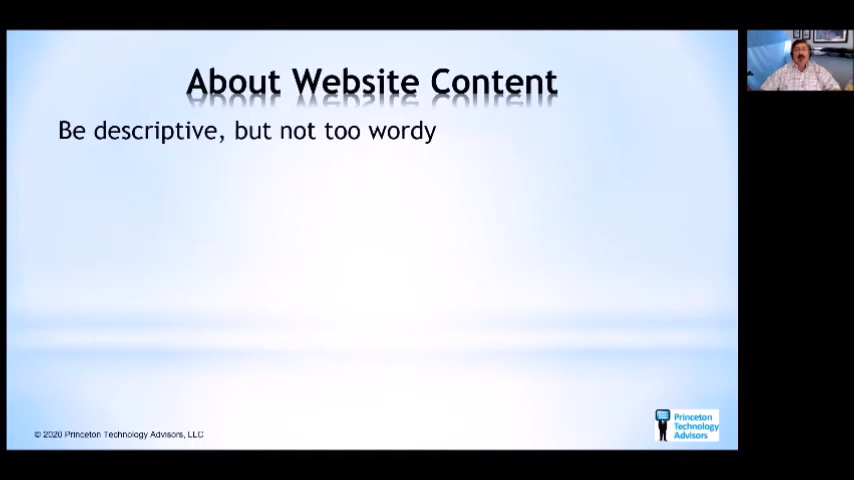 About Website Content
Be descriptive, but not too wordy
© 2020 Princeton Technology Advisors, LLC
Princeton
Technology
Advisors